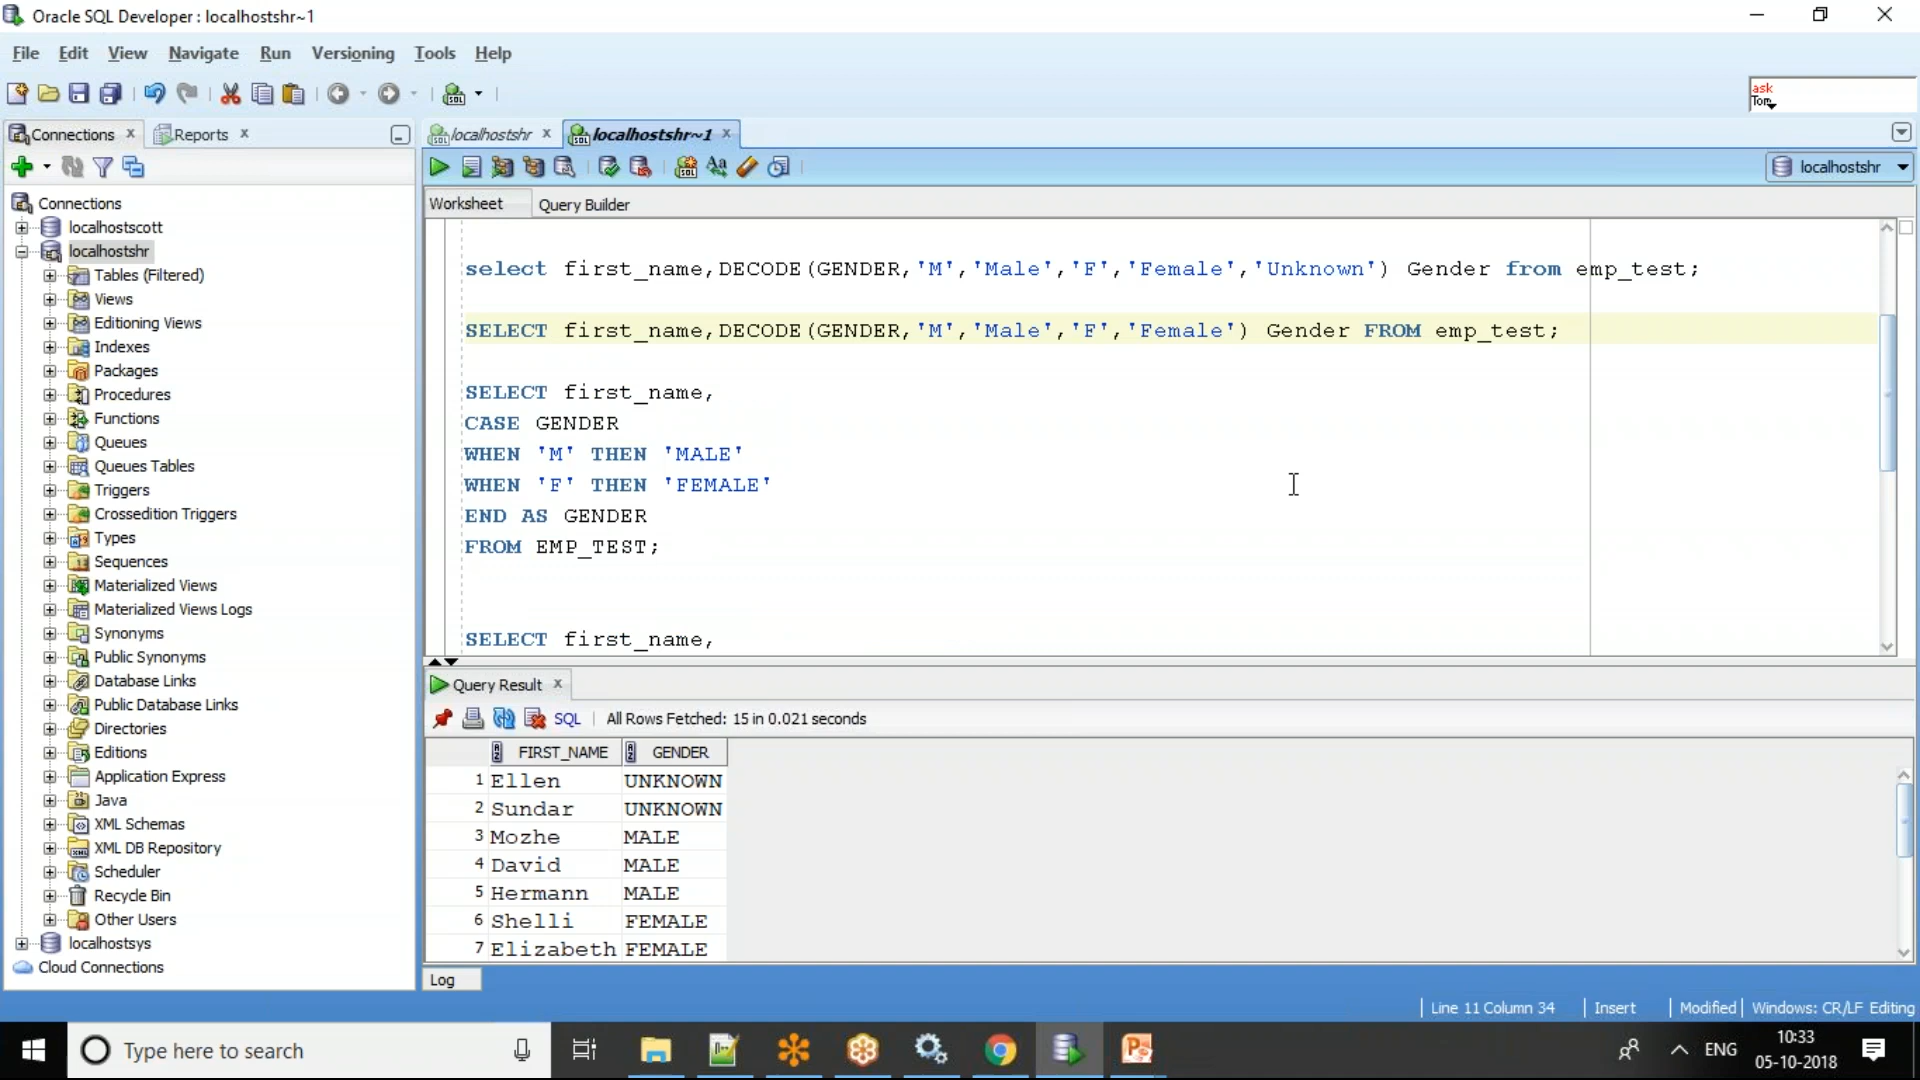 Oracle SQL Developer : localhostshr~1
File Edit View Navigate Run Versioning Tools Help
ask
Tom
Connections
Reports
localhostshr
localhostshr~1
localhostshr
Worksheet
Query Builder
Connections
localhostscott
localhostshr
Tables (Filtered)
Views
Editioning Views
Indexes
Packages
Procedures
Functions
Queues
Queues Tables
Triggers
Crossedition Triggers
Types
Sequences
Materialized Views
Materialized Views Logs
Synonyms
Public Synonyms
Database Links
Public Database Links
Directories
Editions
Application Express
Java
XML Schemas
XML DB Repository
Scheduler
Recycle Bin
Other Users
localhostsys
Cloud Connections
select first_name,DECODE(GENDER,'M','Male','F','Female','Unknown') Gender from emp_test;
SELECT first_name,DECODE(GENDER,'M','Male','F','Female') Gender FROM emp_test;
SELECT first_name,
CASE GENDER
WHEN 'M' THEN 'MALE'
WHEN 'F' THEN 'FEMALE'
END AS GENDER
FROM EMP_TEST;
SELECT first_name,
Query Result
SQL
All Rows Fetched: 15 in 0.021 seconds
FIRST_NAME GENDER
1 Ellen UNKNOWN
2 Sundar UNKNOWN
3 Mozhe MALE
4 David MALE
5 Hermann MALE
6 Shelli FEMALE
7 Elizabeth FEMALE
Log
Line 11 Column 34 Insert Modified Windows: CR/LF Editing
Type here to search
ENG
10:33
05-10-2018